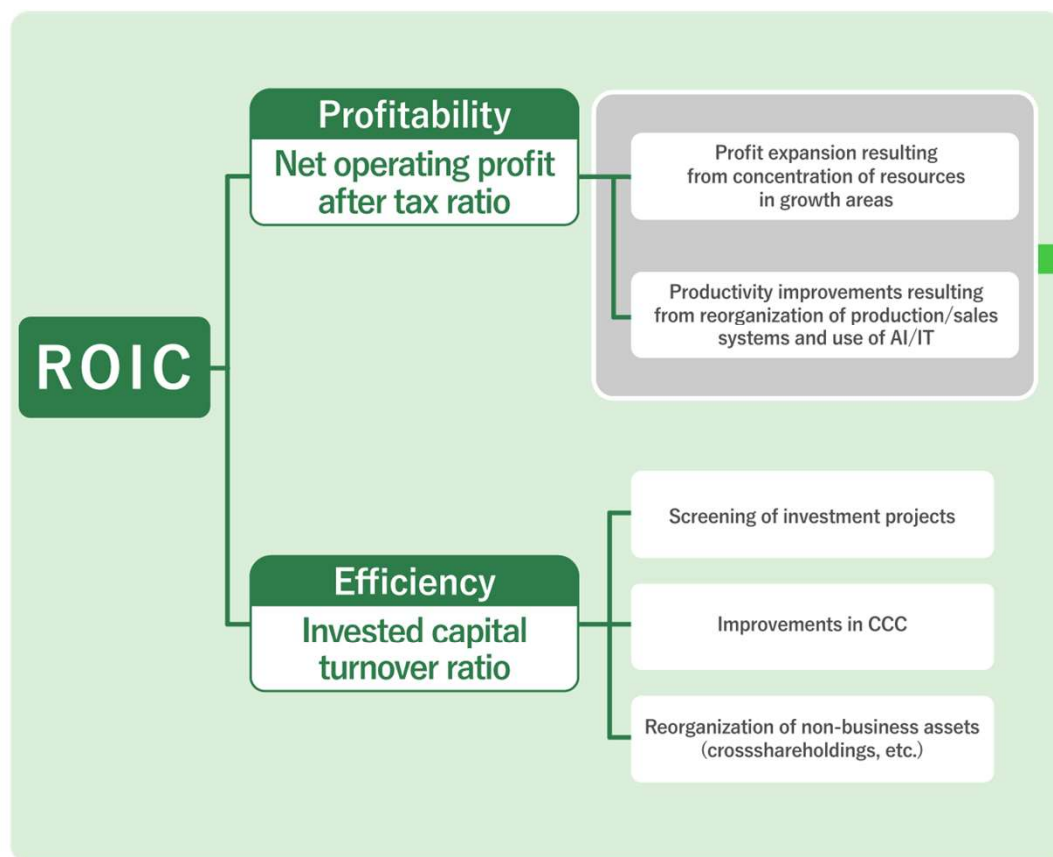 ROIC
Profitability
Net operating profit
after tax ratio
Profit expansion resulting
from concentration of resources
in growth areas
Productivity improvements resulting
from reorganization of production/sales
systems and use of AI/IT
Efficiency
Invested capital
turnover ratio
Screening of investment projects
Improvements in CCC
Reorganization of non-business assets
(crossshareholdings, etc.)